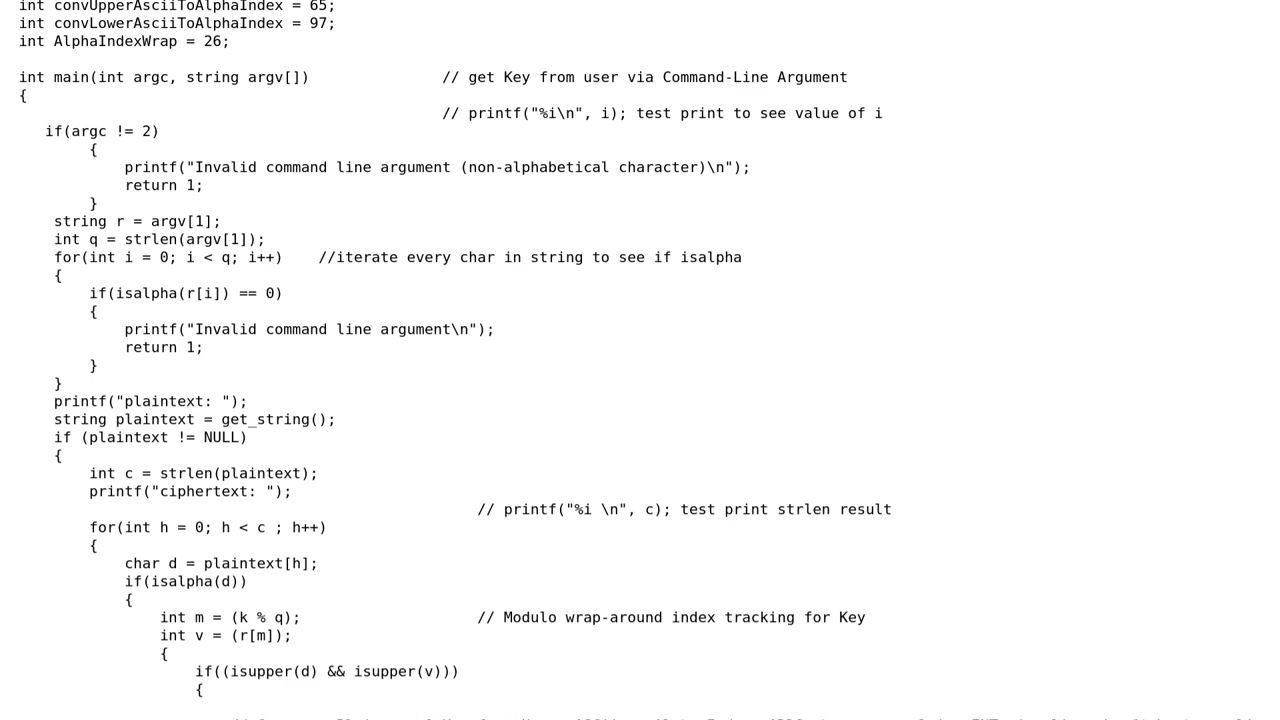 int convUpperAsciiToAlphaIndex = 65;
int convLowerAsciiToAlphaIndex = 97;
int AlphaIndexWrap = 26;
int main(int argc, string argv[]) // get Key from user via Command-Line Argument
{
// printf("%i\n", i); test print to see value of i
if(argc != 2)
{
printf("Invalid command line argument (non-alphabetical character)\n");
return 1;
}
string r = argv[1];
int q = strlen(argv[1]);
for(int i = 0; i < q; i++) //iterate every char in string to see if isalpha
{
if(isalpha(r[i]) == 0)
{
printf("Invalid command line argument\n");
return 1;
}
}
printf("plaintext: ");
string plaintext = get_string();
if (plaintext != NULL)
{
int c = strlen(plaintext);
printf("ciphertext: ");
// printf("%i \n", c); test print strlen result
for(int h = 0; h < c ; h++)
{
char d = plaintext[h];
if(isalpha(d))
{
int m = (k % q); // Modulo wrap-around index tracking for Key
int v = (r[m]);
{
if((isupper(d) && isupper(v)))
{